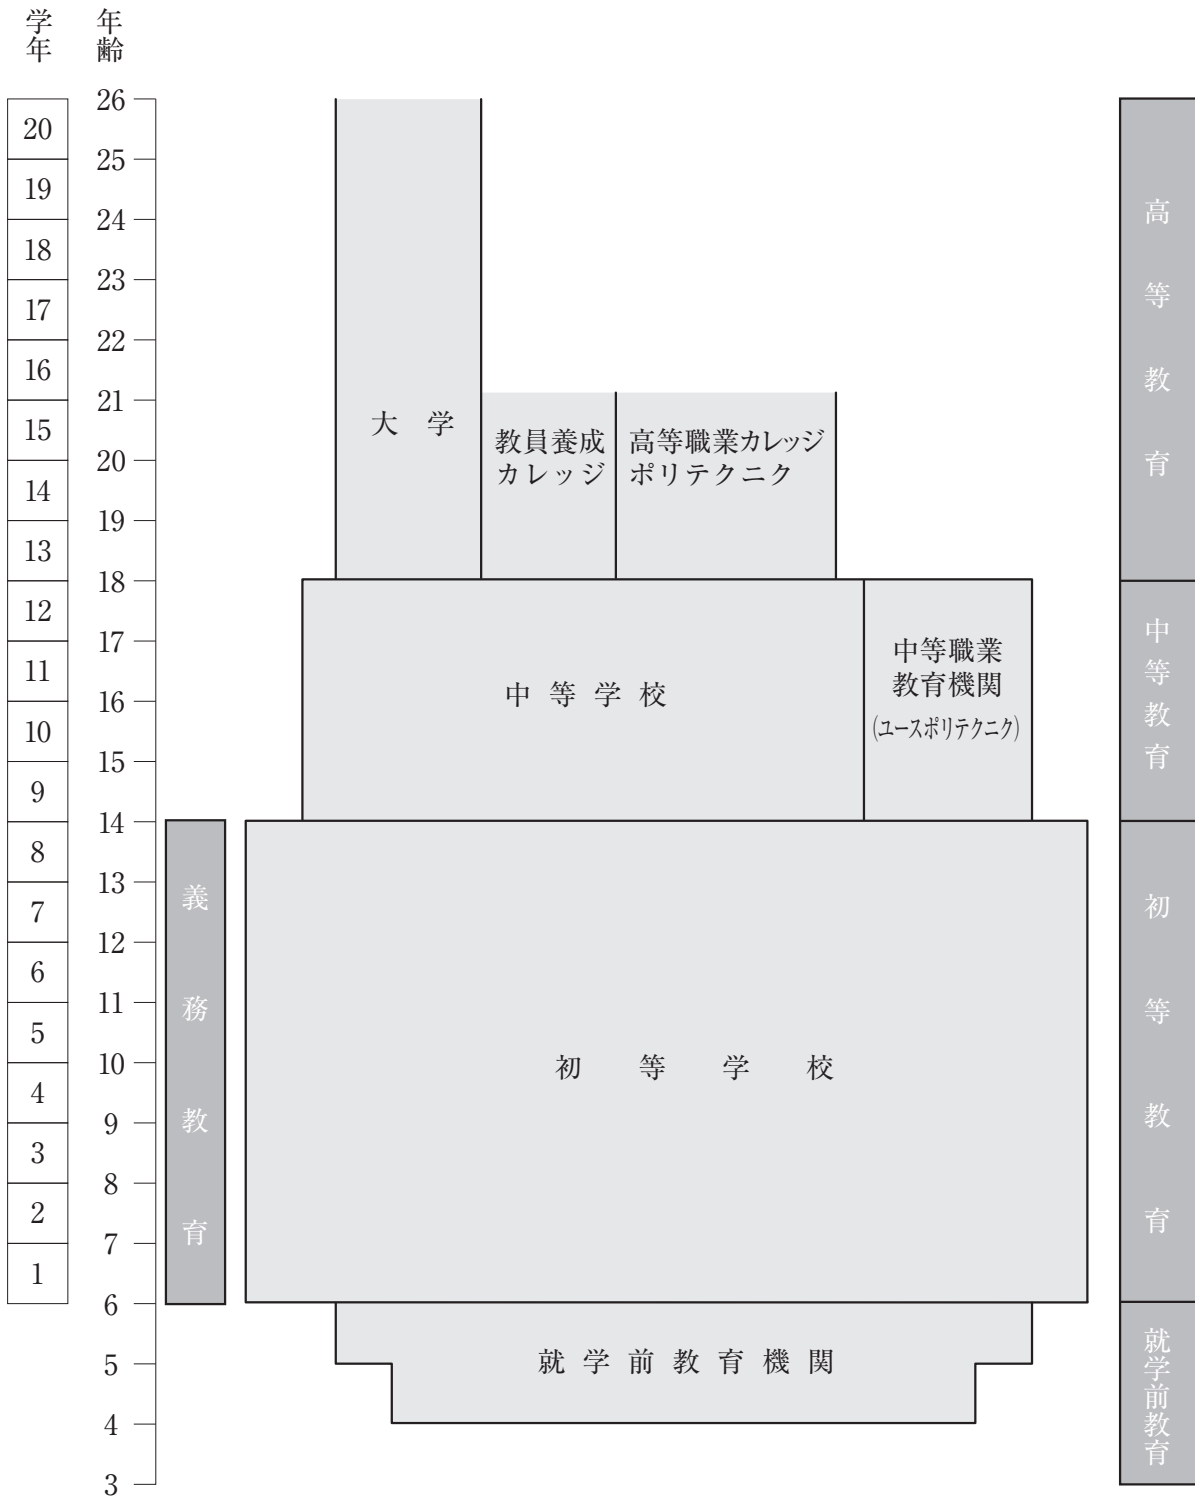 学年
年齢
26
20
25
19
24
18
23
17
22
16
21
15
20
14
19
13
18
12
17
11
16
10
15
9
14
8
13
7
12
6
11
5
10
4
9
3
8
2
7
1
6
5
4
3
義務教育
大学
教員養成
カレッジ
高等職業カレッジ
ポリテクニク
中等学校
中等職業
教育機関
(ユースポリテクニク)
初等学校
就学前教育機関
高等教育
中等教育
初等教育
就学前教育